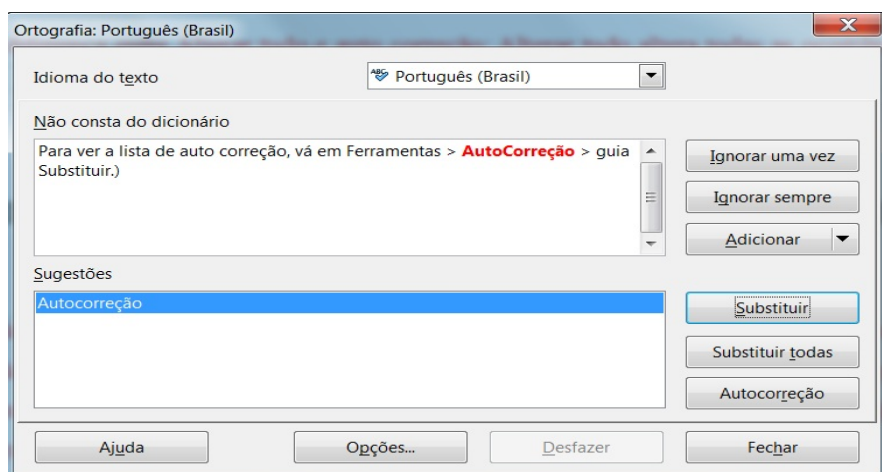 Ortografia: Português (Brasil)
Idioma do texto
Português (Brasil)
Não consta do dicionário
Para ver a lista de auto correção, vá em Ferramentas > AutoCorreção > guia
Substituir.)
Ignorar uma vez
Ignorar sempre
Adicionar
Sugestões
Autocorreção
Substituir
Substituir todas
Autocorreção
Ajuda
Opções...
Desfazer
Fechar